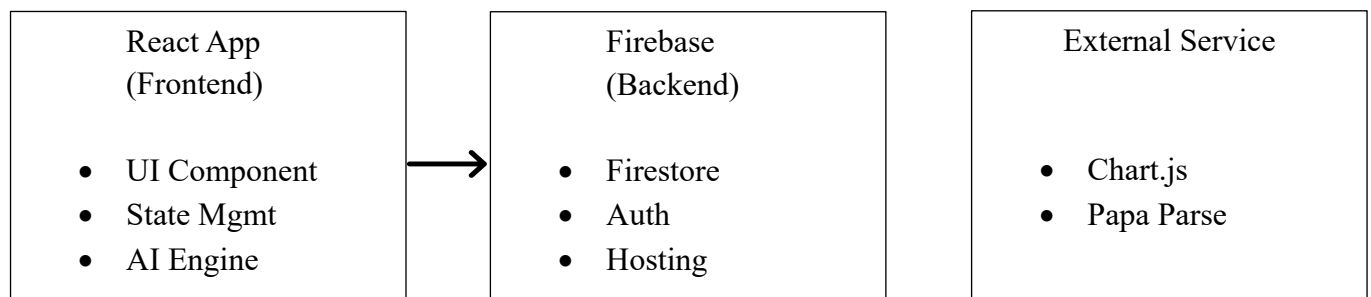 React App
(Frontend)
• UI Component
• State Mgmt
• AI Engine
Firebase
(Backend)
• Firestore
• Auth
• Hosting
External Service
• Chart.js
• Papa Parse